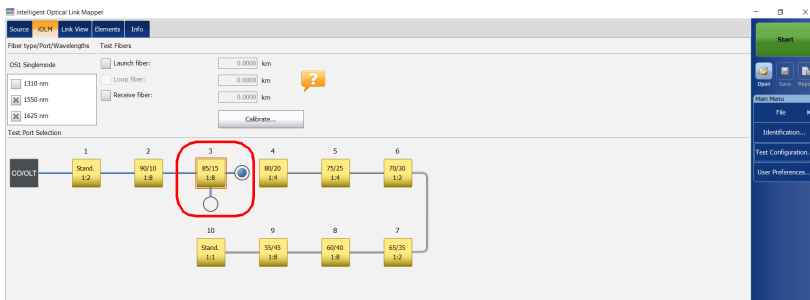 intelligent Optical Link Mapper
Source iOLM Link View Elements Info
Start
Fiber type/Port/Wavelengths Test Fibers
OS1 Singlemode
Launch fiber: 0.0000 km
Loop fiber: 0.0000 km
Receive fiber: 0.0000 km
1310 nm
1550 nm
1625 nm
Calibrate...
Open Save
Main Menu
File
Identification...
Test Configuration.
User Preferences...
Test Port Selection
1 2 3 4 5 6
CO/OLT
Stand. 1:2
90/10 1:8
85/15 1:8
80/20 1:4
75/25 1:4
70/30 1:2
10 9 8 7
Stand. 1:1
55/45 1:8
60/40 1:8
65/35 1:2